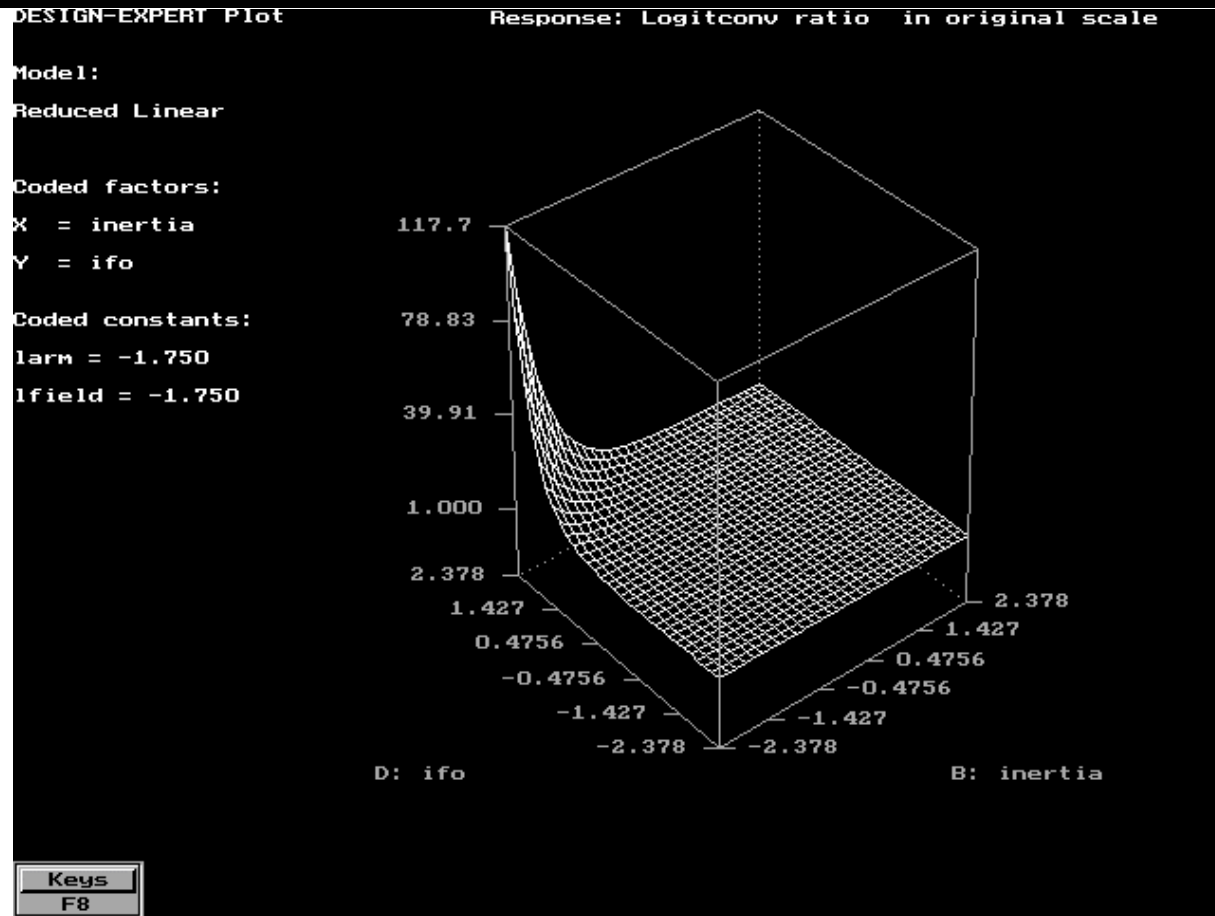 DESIGN-EXPERT Plot
Response: Logitconv ratio in original scale
Model:
Reduced Linear
Coded factors:
X = inertia
Y = ifo
Coded constants:
larm = -1.750
lfield = -1.750
117.7
78.83
39.91
1.000
2.378
1.427
0.4756
-0.4756
-1.427
-2.378
-2.378
-1.427
-0.4756
0.4756
1.427
2.378
D: ifo
B: inertia
Keys
F8